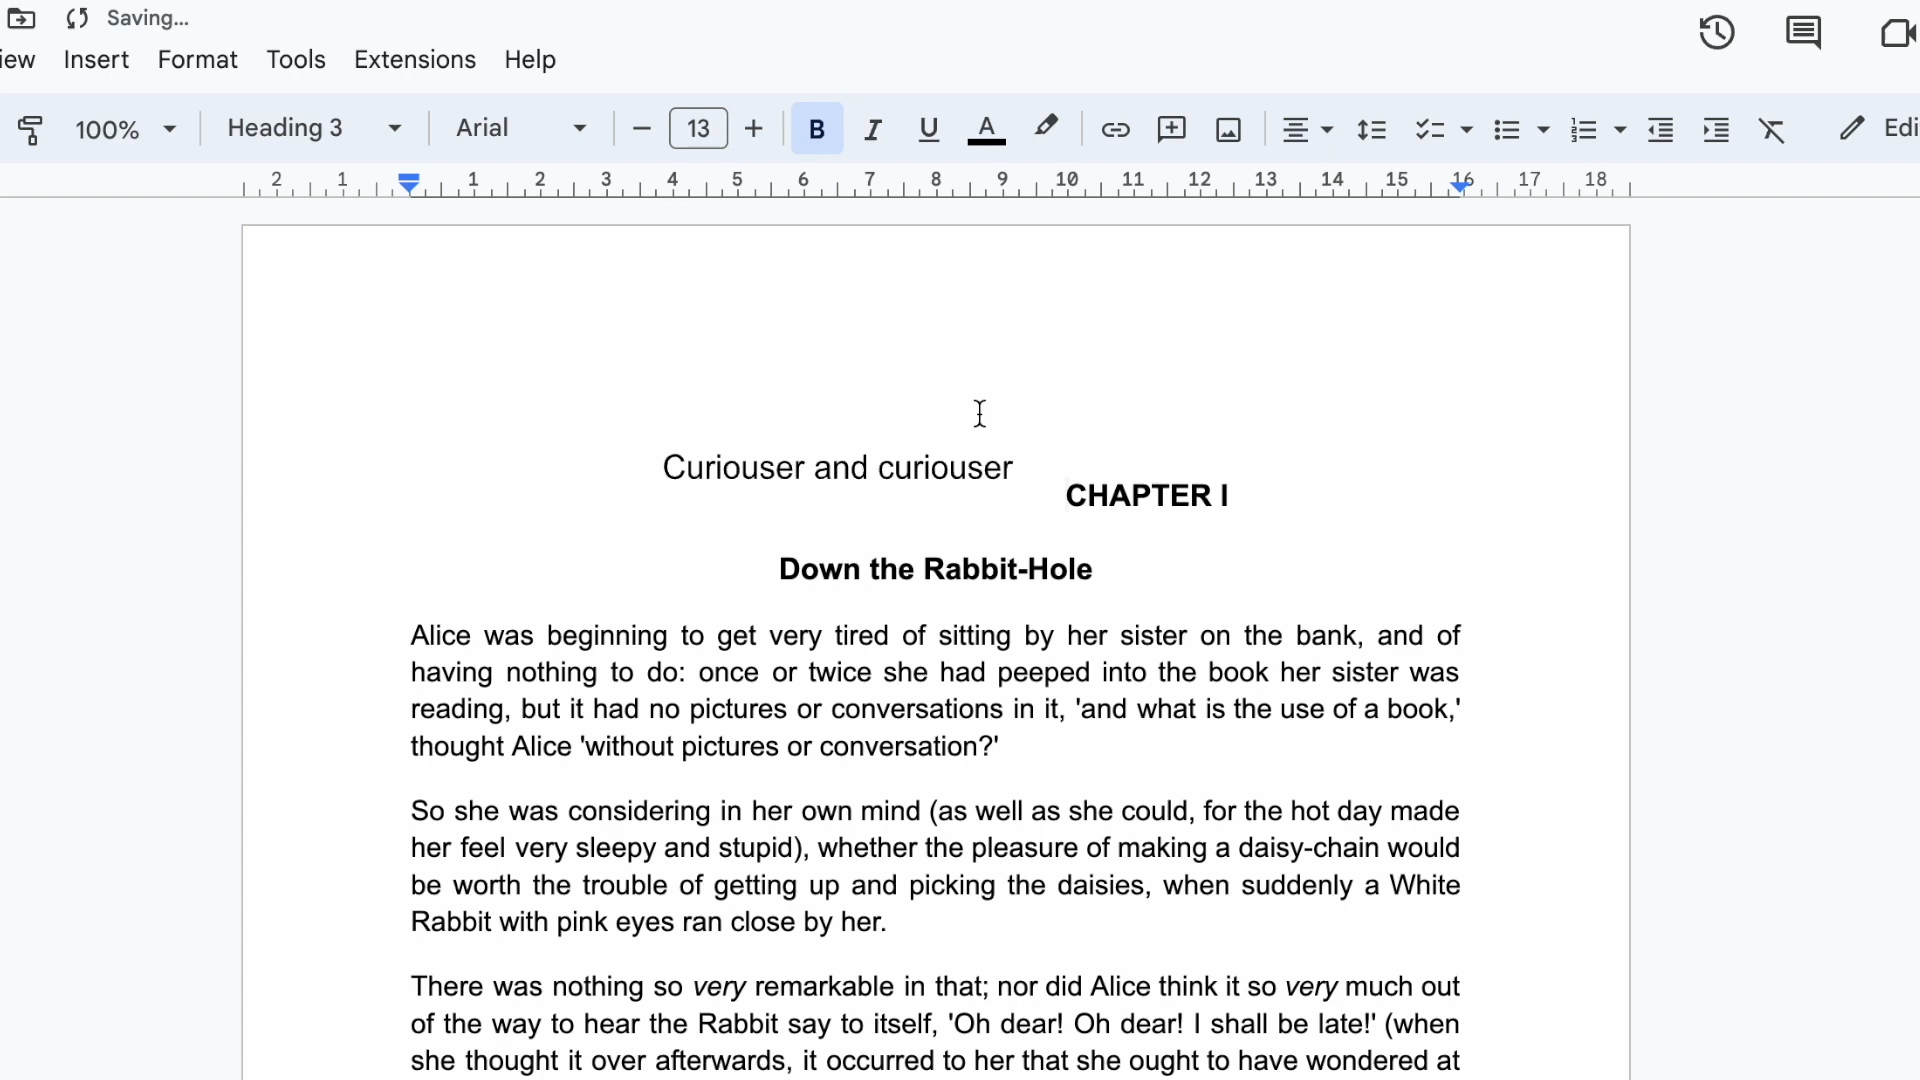 Saving...
iew Insert Format Tools Extensions Help
100% Heading 3 Arial — 13 + B I U A Edi
2 1 1 2 3 4 5 6 7 8 9 10 11 12 13 14 15 16 17 18
Curiouser and curiouser
CHAPTER I
Down the Rabbit-Hole
Alice was beginning to get very tired of sitting by her sister on the bank, and of
having nothing to do: once or twice she had peeped into the book her sister was
reading, but it had no pictures or conversations in it, 'and what is the use of a book,'
thought Alice 'without pictures or conversation?'
So she was considering in her own mind (as well as she could, for the hot day made
her feel very sleepy and stupid), whether the pleasure of making a daisy-chain would
be worth the trouble of getting up and picking the daisies, when suddenly a White
Rabbit with pink eyes ran close by her.
There was nothing so very remarkable in that; nor did Alice think it so very much out
of the way to hear the Rabbit say to itself, 'Oh dear! Oh dear! I shall be late!' (when
she thought it over afterwards, it occurred to her that she ought to have wondered at